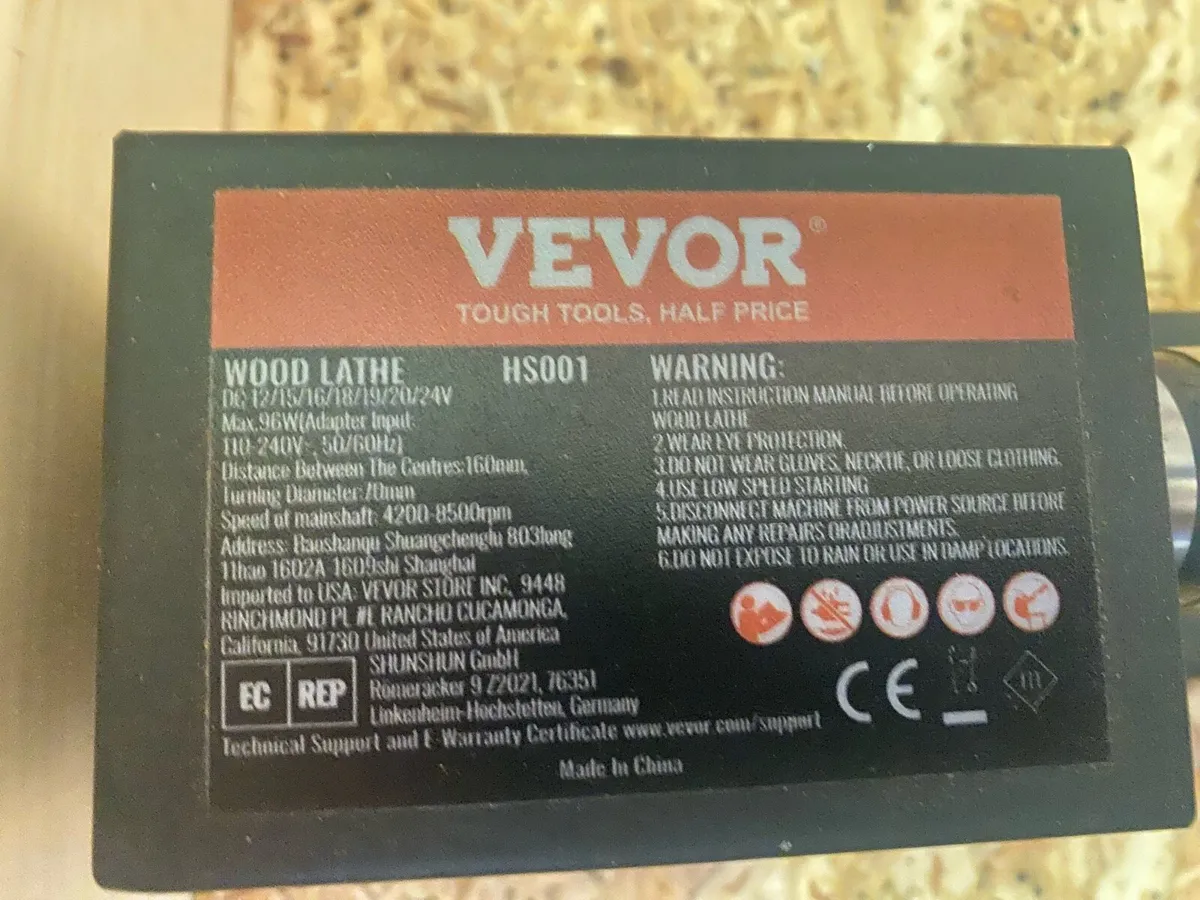 VEVOR®
TOUGH TOOLS, HALF PRICE
WOOD LATHE HS001
DC 12/15/16/18/19/20/24V
Max.96W(Adapter Input:
110-240V~, 50/60Hz)
Distance Between The Centres:160mm,
Turning Diameter:70mm
Speed of mainshaft: 4200-8500rpm
Address: Baoshanqu Shuangchenglu 803long
11hao 1602A 1609shi Shanghai
Imported to USA: VEVOR STORE INC, 9448
RINCHMOND PL #E RANCHO CUCAMONGA,
California, 91730 United States of America
EC REP
SHUNSHUN GmbH
Römeräcker 9 Z2021, 76351
Linkenheim-Hochstetten, Germany
Technical Support and E-Warranty Certificate www.vevor.com/support
Made In China
WARNING:
1.READ INSTRUCTION MANUAL BEFORE OPERATING
WOOD LATHE
2.WEAR EYE PROTECTION.
3.DO NOT WEAR GLOVES, NECKTIE, OR LOOSE CLOTHING.
4.USE LOW SPEED STARTING
5.DISCONNECT MACHINE FROM POWER SOURCE BEFORE
MAKING ANY REPAIRS ORADJUSTMENTS.
6.DO NOT EXPOSE TO RAIN OR USE IN DAMP LOCATIONS.
CE
m